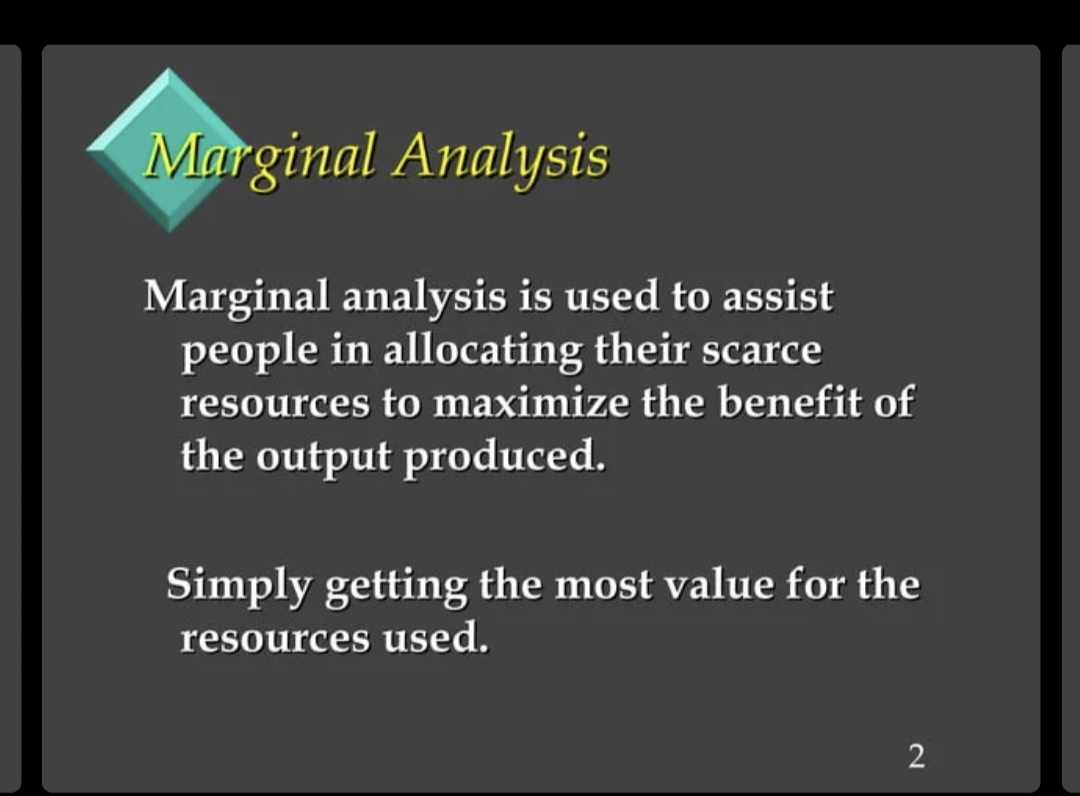 Marginal Analysis
Marginal analysis is used to assist
people in allocating their scarce
resources to maximize the benefit of
the output produced.
Simply getting the most value for the
resources used.
2